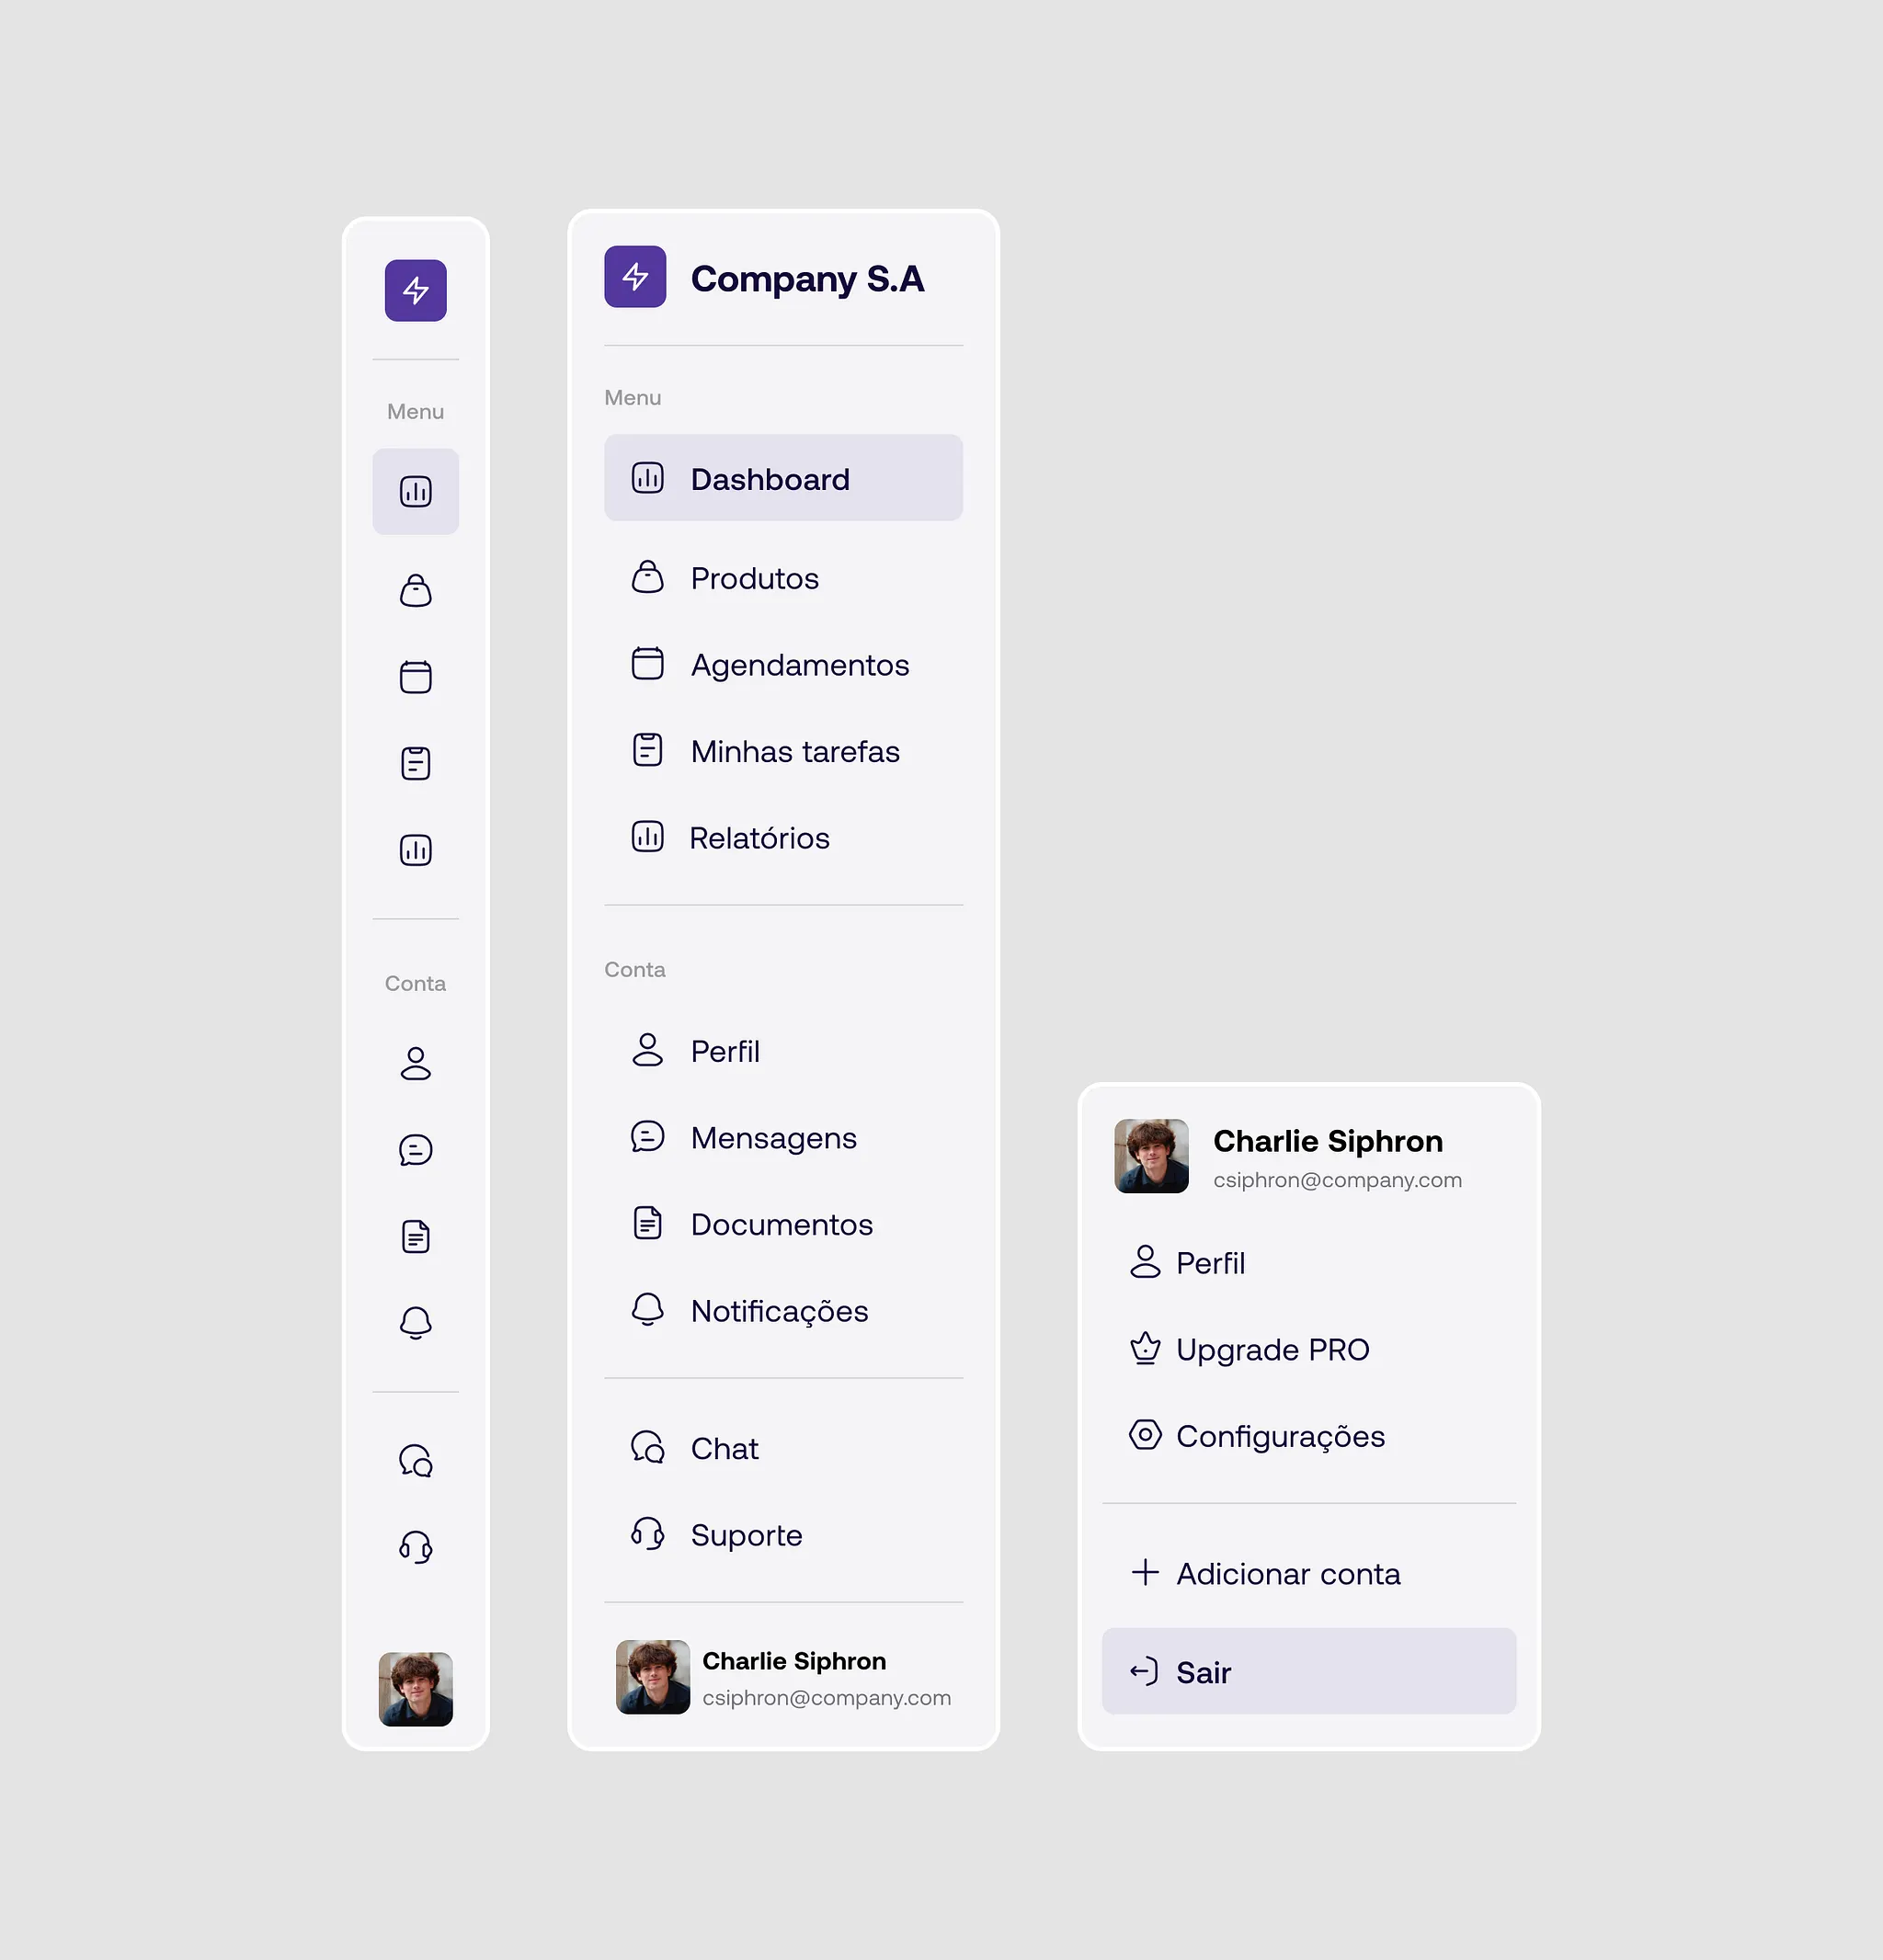 Menu
Conta
Company S.A
Menu
Dashboard
Produtos
Agendamentos
Minhas tarefas
Relatórios
Conta
Perfil
Mensagens
Documentos
Notificações
Chat
Suporte
Charlie Siphron
csiphron@company.com
Charlie Siphron
csiphron@company.com
Perfil
Upgrade PRO
Configurações
Adicionar conta
Sair